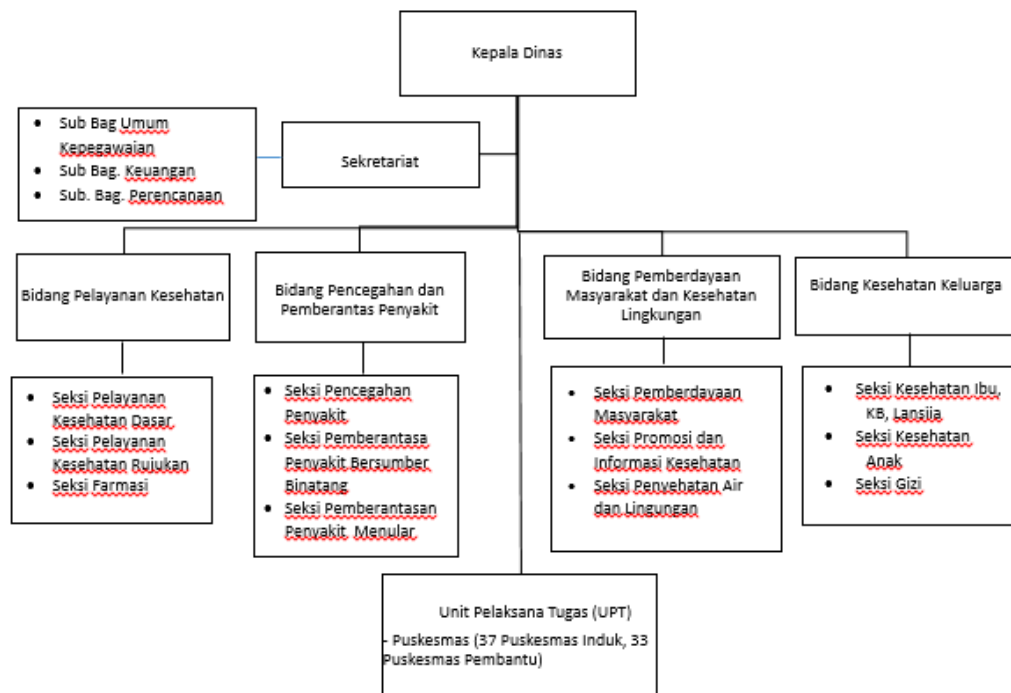 Kepala Dinas
• Sub Bag Umum
Kepegawaian
• Sub Bag. Keuangan
• Sub. Bag. Perencanaan
Sekretariat
Bidang Pelayanan Kesehatan
Bidang Pencegahan dan
Pemberantas Penyakit
Bidang Pemberdayaan
Masyarakat dan Kesehatan
Lingkungan
Bidang Kesehatan Keluarga
• Seksi Pelayanan
Kesehatan Dasar
• Seksi Pelayanan
Kesehatan Rujukan
• Seksi Farmasi
• Seksi Pencegahan
Penyakit
• Seksi Pemberantasa
Penyakit Bersumber
Binatang
• Seksi Pemberantasan
Penyakit Menular
• Seksi Pemberdayaan
Masyarakat
• Seksi Promosi dan
Informasi Kesehatan
• Seksi Penyehatan Air
dan Lingungan
• Seksi Kesehatan Ibu,
KB, Lansiia
• Seksi Kesehatan
Anak
• Seksi Gizi
Unit Pelaksana Tugas (UPT)
- Puskesmas (37 Puskesmas Induk, 33
Puskesmas Pembantu)